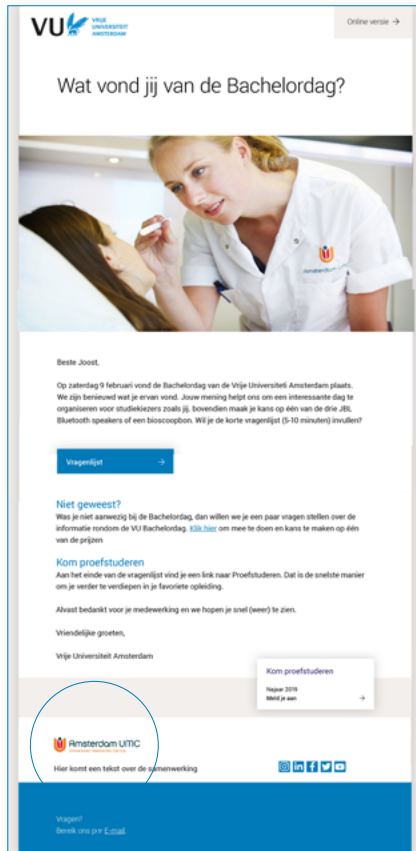 VU VRIJE
UNIVERSITEIT
AMSTERDAM
Online versie →
Wat vond jij van de Bachelordag?
Amsterdam UMC
Beste Joost,
Op zaterdag 9 februari vond de Bachelordag van de Vrije Universiteti Amsterdam plaats.
We zijn benieuwd wat je ervan vond. Jouw mening helpt ons om een interessante dag te
organiseren voor studiekiezers zoals jij, bovendien maak je kans op één van de drie JBL
Bluetooth speakers of een bioscoopbon. Wil je de korte vragenlijst (5-10 minuten) invullen?
Vragenlijst →
Niet geweest?
Was je niet aanwezig bij de Bachelordag, dan willen we je een paar vragen stellen over de
informatie rondom de VU Bachelordag. Klik hier om mee te doen en kans te maken op één
van de prijzen
Kom proefstuderen
Aan het einde van de vragenlijst vind je een link naar Proefstuderen. Dat is de snelste manier
om je verder te verdiepen in je favoriete opleiding.
Alvast bedankt voor je medewerking en we hopen je snel (weer) te zien.
Vriendelijke groeten,
Vrije Universiteit Amsterdam
Kom proefstuderen
Najaar 2019
Meld je aan →
Amsterdam UMC
Universitair Medische Centra
Hier komt een tekst over de samenwerking
Vragen?
Bereik ons per E-mail.